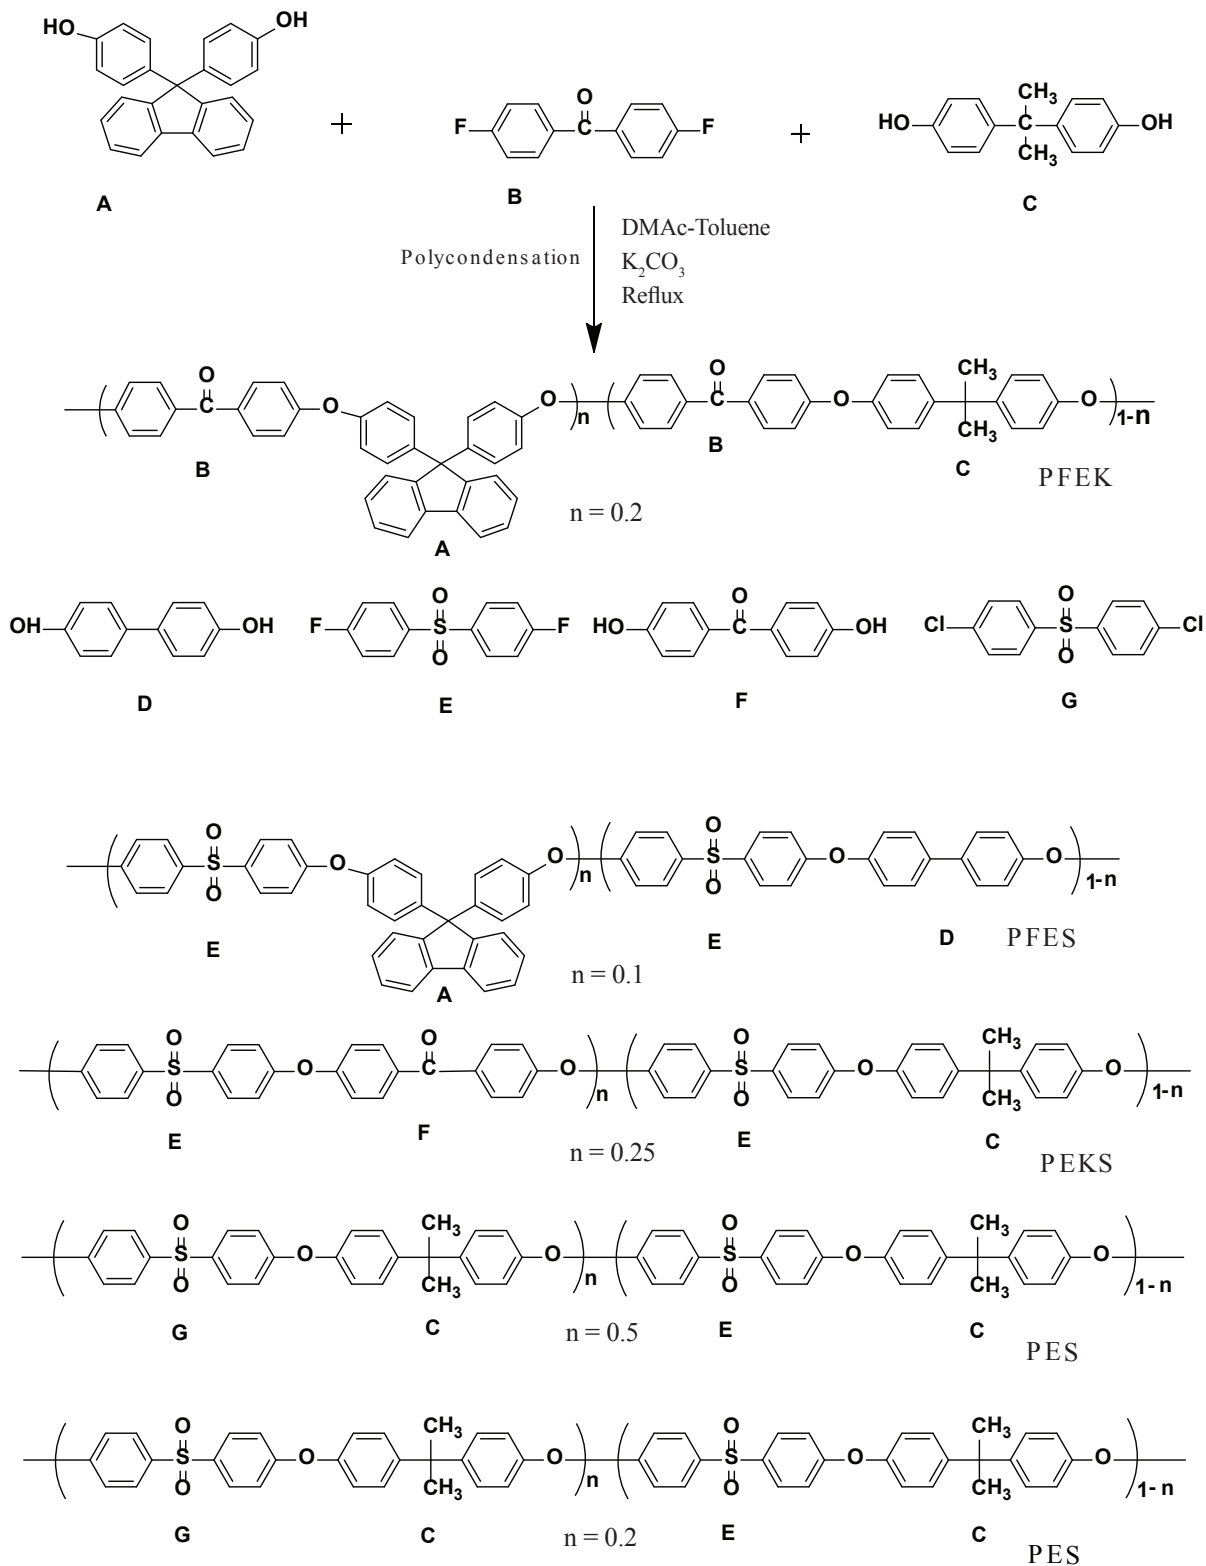 HO OH
+ F C O F + HO CH3 C CH3 OH
A B C
Polycondensation
DMAc-Toluene
K2CO3
Reflux
O C O O n O C O CH3 CH3 O 1-n
B A B C PFEK
n = 0.2
OH OH F O S O F HO O C OH Cl O S O Cl
D E F G
O S O O O n O S O O O 1-n
E A E D PFES
n = 0.1
O S O O O C O n O S O O CH3 CH3 O 1-n
E F E C PEKS
n = 0.25
O S O O CH3 CH3 O n O S O O CH3 CH3 O 1-n
G C E C
n = 0.5 PES
O S O O CH3 CH3 O n O S O O CH3 CH3 O 1-n
G C E C
n = 0.2 PES